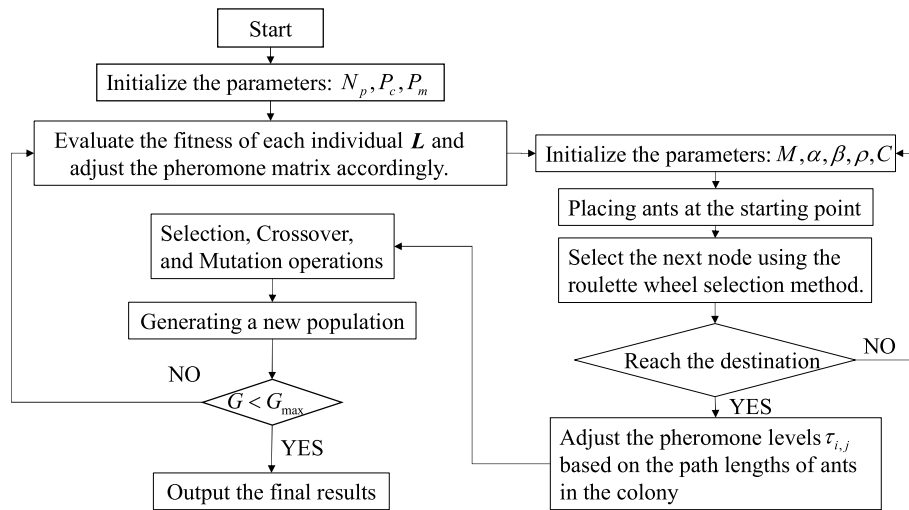 Start
Initialize the parameters: N_p, P_c, P_m
Evaluate the fitness of each individual L and
adjust the pheromone matrix accordingly.
Initialize the parameters: M, α, β, ρ, C
Placing ants at the starting point
Select the next node using the
roulette wheel selection method.
Reach the destination
NO
YES
Adjust the pheromone levels τ_{i,j}
based on the path lengths of ants
in the colony
Selection, Crossover,
and Mutation operations
Generating a new population
NO
G < G_max
YES
Output the final results